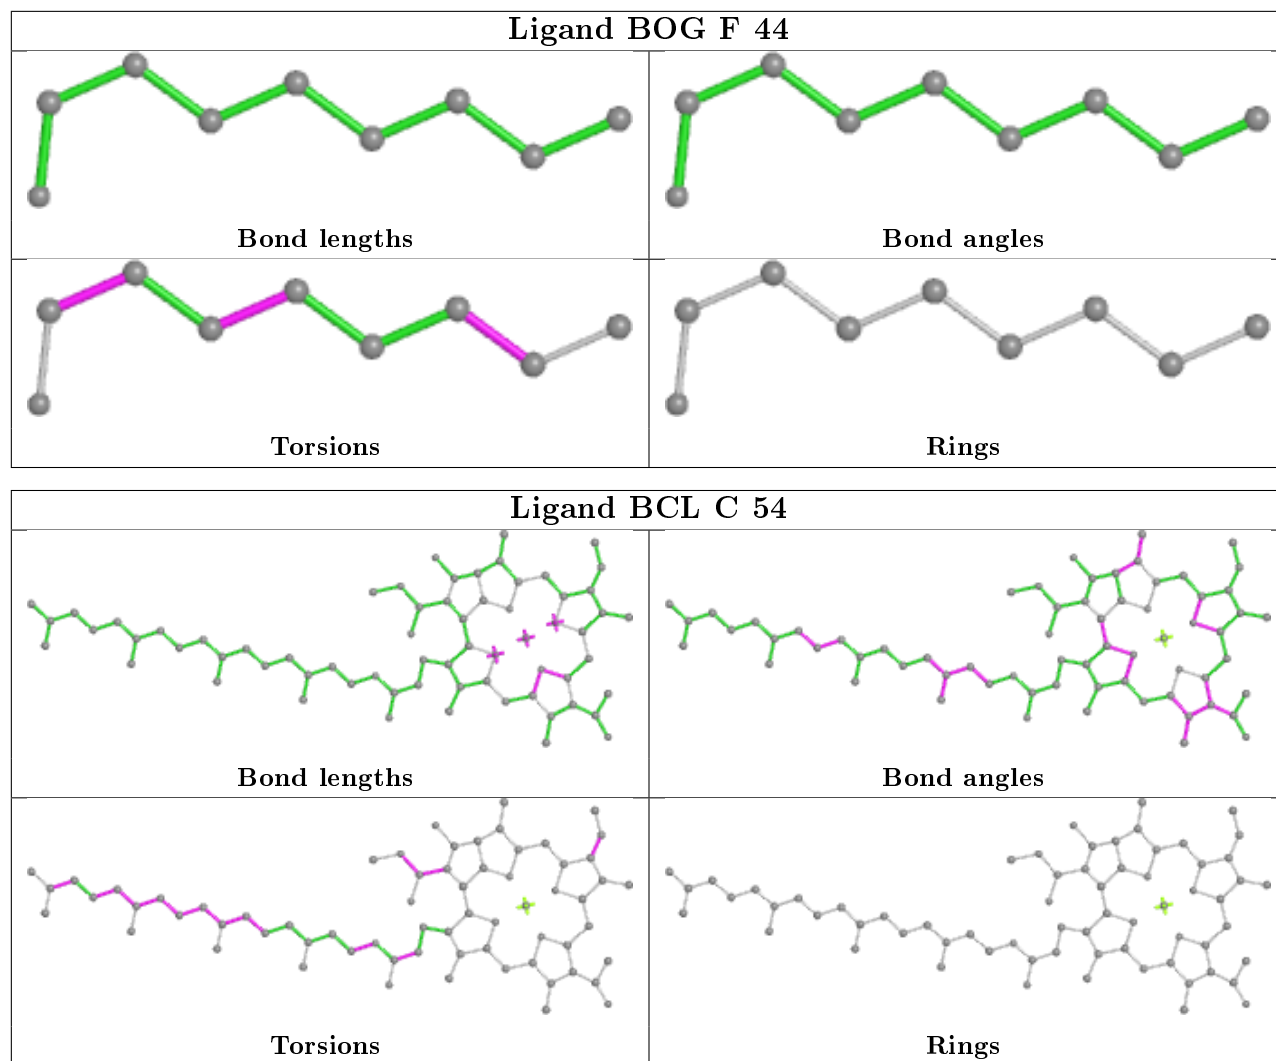 Ligand BOG F 44
Bond lengths
Bond angles
Torsions
Rings
Ligand BCL C 54
Bond lengths
Bond angles
Torsions
Rings